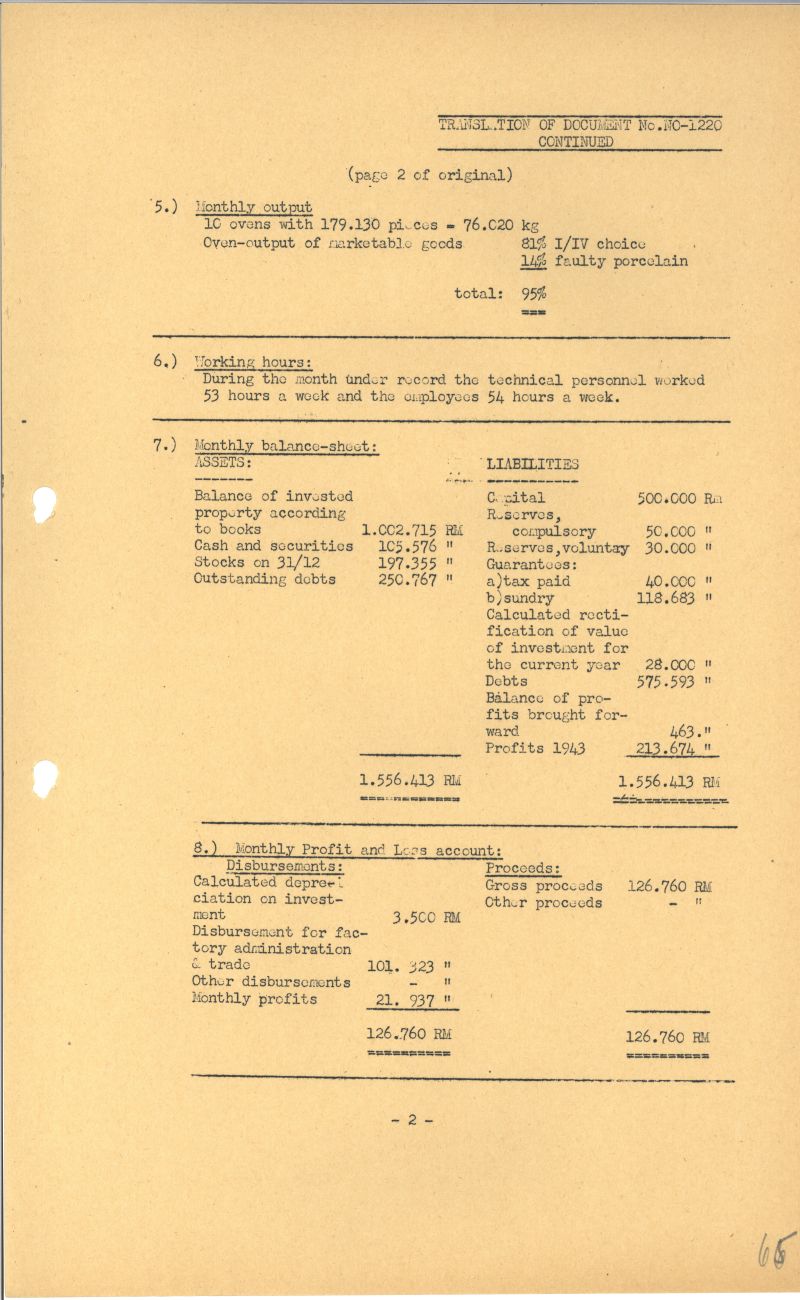 TRANSLATION OF DOCUMENT No.NO-1220
CONTINUED
(page 2 of original)
5.) Monthly output
10 ovens with 179.130 pieces = 76.020 kg
Oven-output of marketable goods 81% I/IV choice
14% faulty porcelain
total: 95%
6.) Working hours:
During the month under record the technical personnel worked
53 hours a week and the employees 54 hours a week.
7.) Monthly balance-sheet:
ASSETS: LIABILITIES
Balance of invested
property according
to books 1.002.715 RM
Cash and securities 105.576 "
Stocks on 31/12 197.355 "
Outstanding debts 250.767 "
1.556.413 RM
Capital 500.000 Rm
Reserves,
compulsory 50.000 "
Reserves,voluntay 30.000 "
Guarantees:
a)tax paid 40.000 "
b)sundry 118.683 "
Calculated recti-
fication of value
of investment for
the current year 28.000 "
Debts 575.593 "
Balance of pro-
fits brought for-
ward 463."
Profits 1943 213.674 "
1.556.413 RM
8.) Monthly Profit and Loss account:
Disbursements:
Calculated depre-
ciation on invest-
ment 3.500 RM
Disbursement for fac-
tory administration
& trade 101. 323 "
Other disbursements - "
Monthly profits 21. 937 "
126.760 RM
Proceeds:
Gross proceeds 126.760 RM
Other proceeds - "
126.760 RM
- 2 -